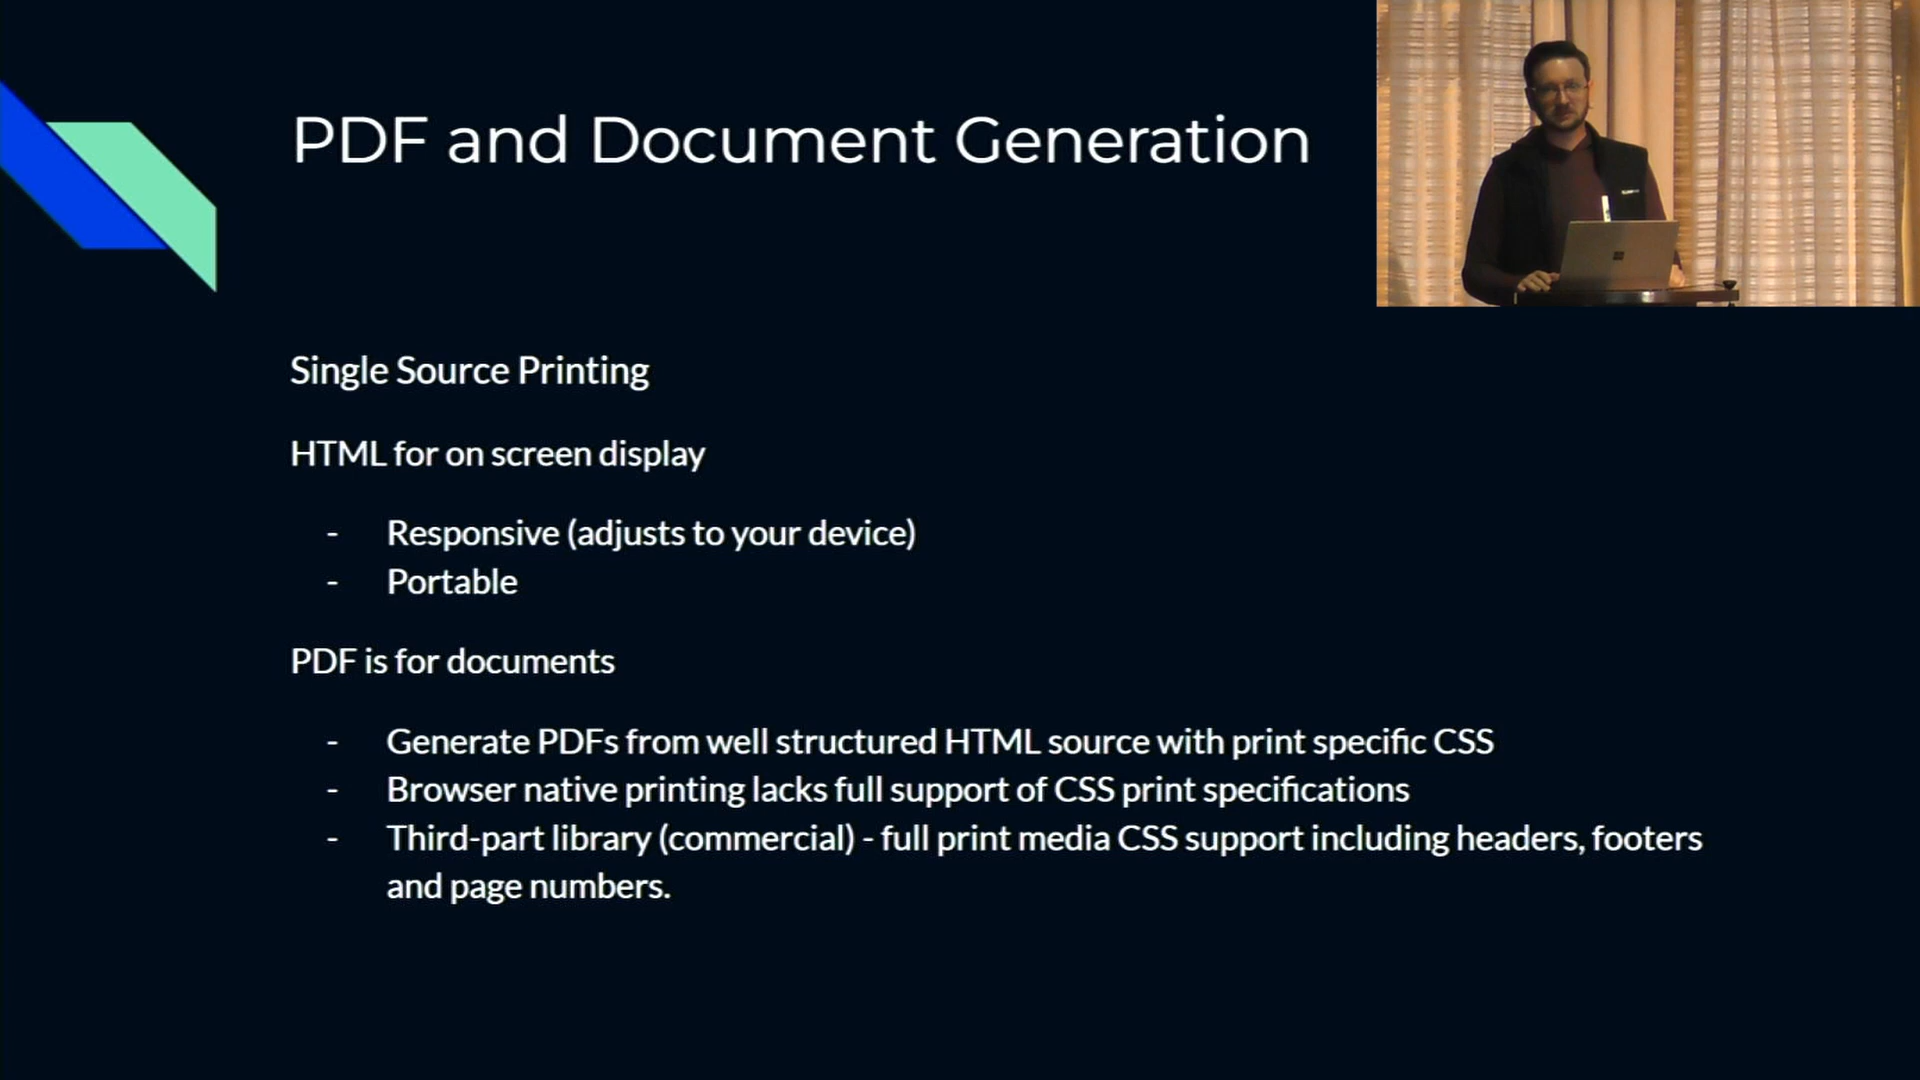 PDF and Document Generation
Single Source Printing
HTML for on screen display
- Responsive (adjusts to your device)
- Portable
PDF is for documents
- Generate PDFs from well structured HTML source with print specific CSS
- Browser native printing lacks full support of CSS print specifications
- Third-part library (commercial) - full print media CSS support including headers, footers
and page numbers.